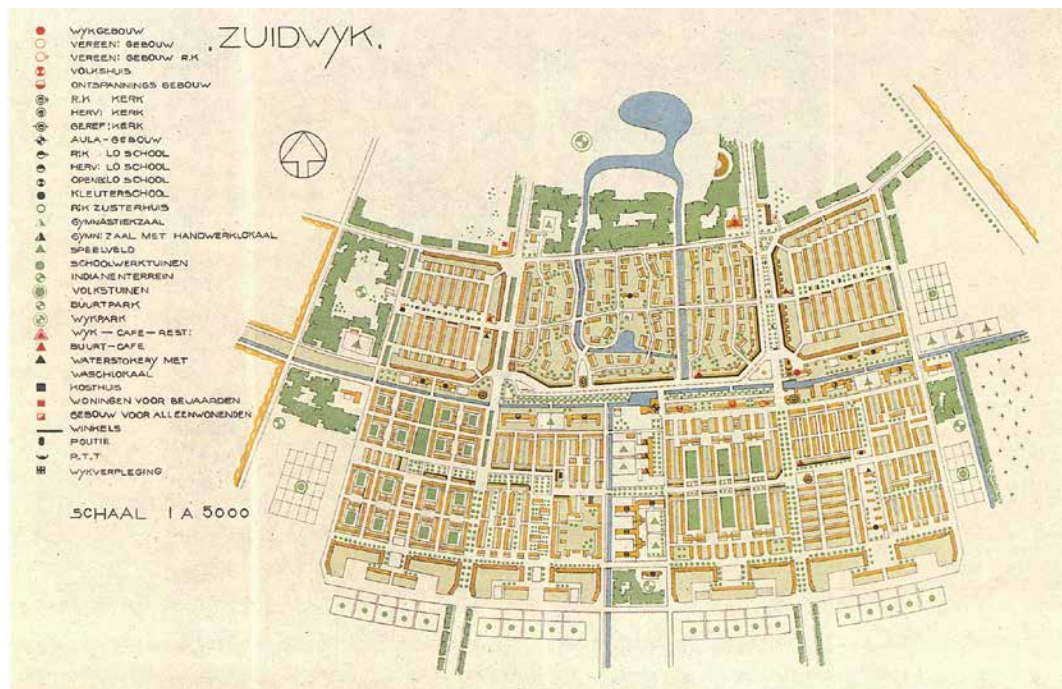 .ZUIDWYK.
WYKGEBOUW
VEREEN: GEBOUW
VEREEN: GEBOUW R.K
VOLKSHUIS
ONTSPANNINGS GEBOUW
R.K KERK
HERV: KERK
GEREF: KERK
AULA-GEBOUW
R:K LO SCHOOL
HERV: LO SCHOOL
OPENB: LO SCHOOL
KLEUTERSCHOOL
R:K ZUSTERHUIS
GYMNASTIEKZAAL
GYMN: ZAAL MET HANDWERKLOKAAL
SPEELVELD
SCHOOLWERKTUINEN
INDIANENTERREIN
VOLKSTUINEN
BUURTPARK
WYKPARK
WYK-CAFE-REST:
BUURT-CAFE
WATERSTOKERY MET
WASCHLOKAAL
KOSTHUIS
WONINGEN VOOR BEJAARDEN
GEBOUW VOOR ALLEENWONENDEN
WINKELS
POLITIE
P.T.T
WYKVERPLEGING
SCHAAL 1 A 5000